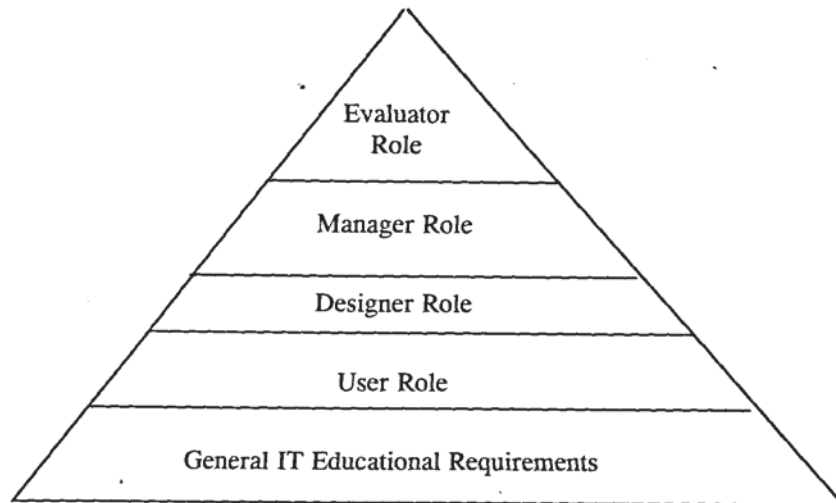 Evaluator
Role
Manager Role
Designer Role
User Role
General IT Educational Requirements